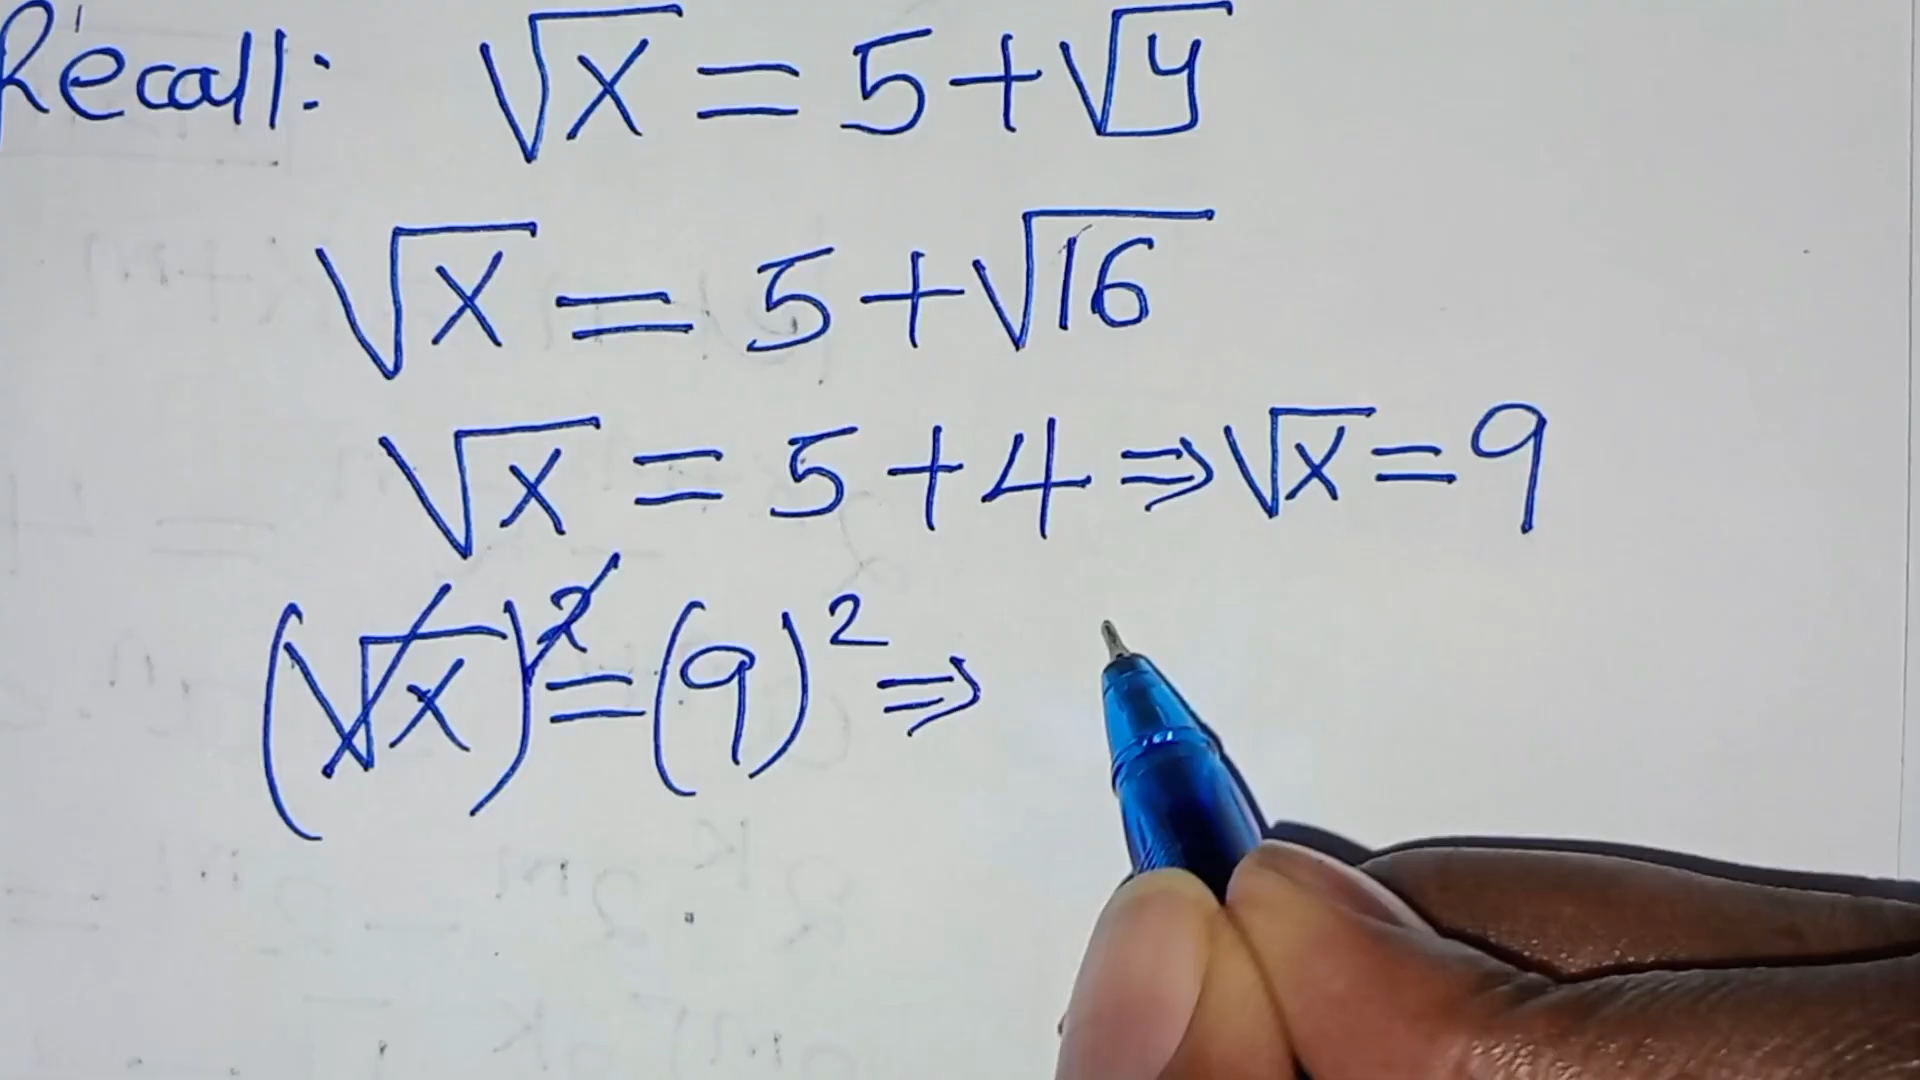 Recall: √x = 5+√y
√x = 5+√16
√x = 5+4 ⇒ √x = 9
(√x)² = (9)² ⇒